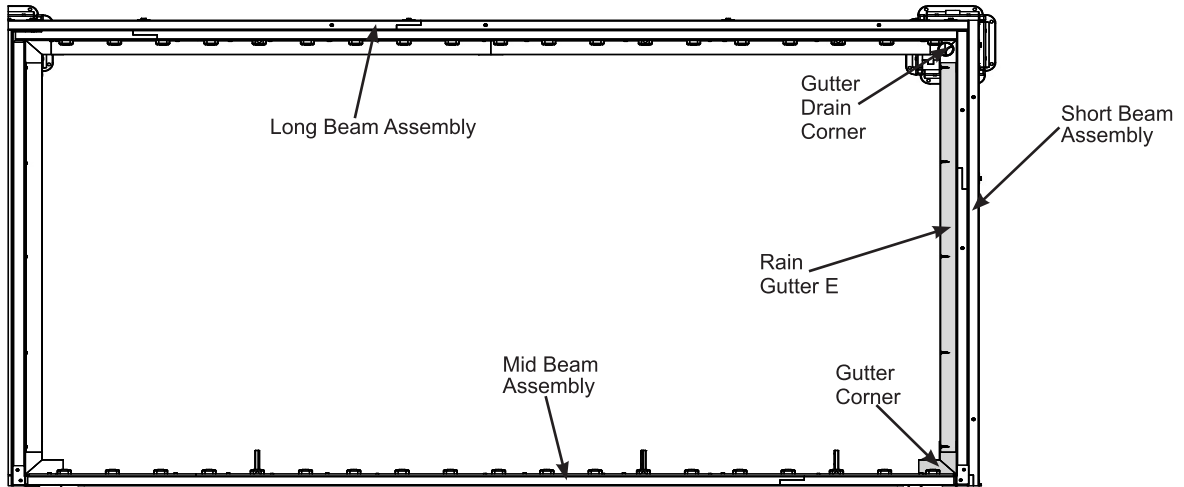 Long Beam Assembly
Gutter
Drain
Corner
Short Beam
Assembly
Rain
Gutter E
Mid Beam
Assembly
Gutter
Corner